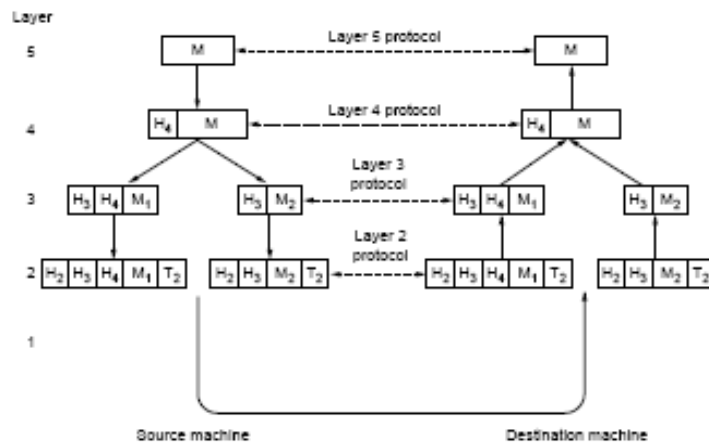 Layer
5 M Layer 5 protocol M
4 H4 M Layer 4 protocol H4 M
Layer 3
protocol
3 H3 H4 M1 H3 M2 H3 H4 M1 H3 M2
Layer 2
protocol
2 H2 H3 H4 M1 T2 H2 H3 M2 T2 H2 H3 H4 M1 T2 H2 H3 M2 T2
1
Source machine Destination machine